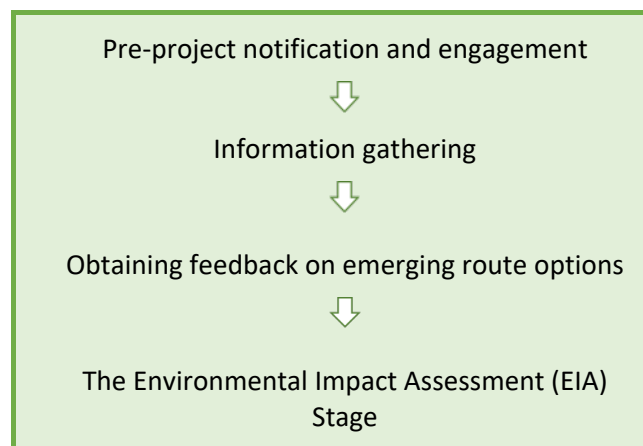 Pre-project notification and engagement
Information gathering
Obtaining feedback on emerging route options
The Environmental Impact Assessment (EIA)
Stage